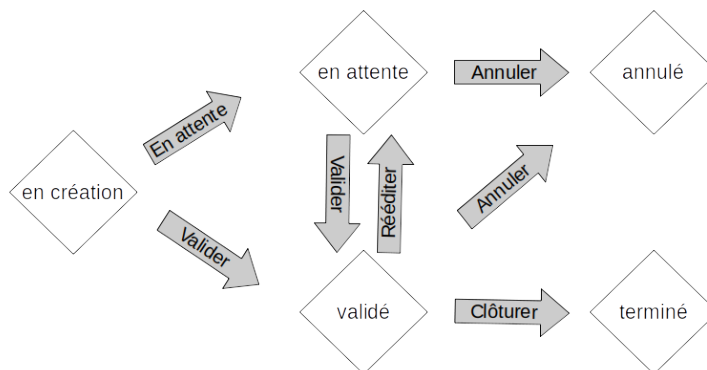 en attente
Annuler
annulé
En attente
Valider
Rééditer
Annuler
en création
Valider
validé
Clôturer
terminé